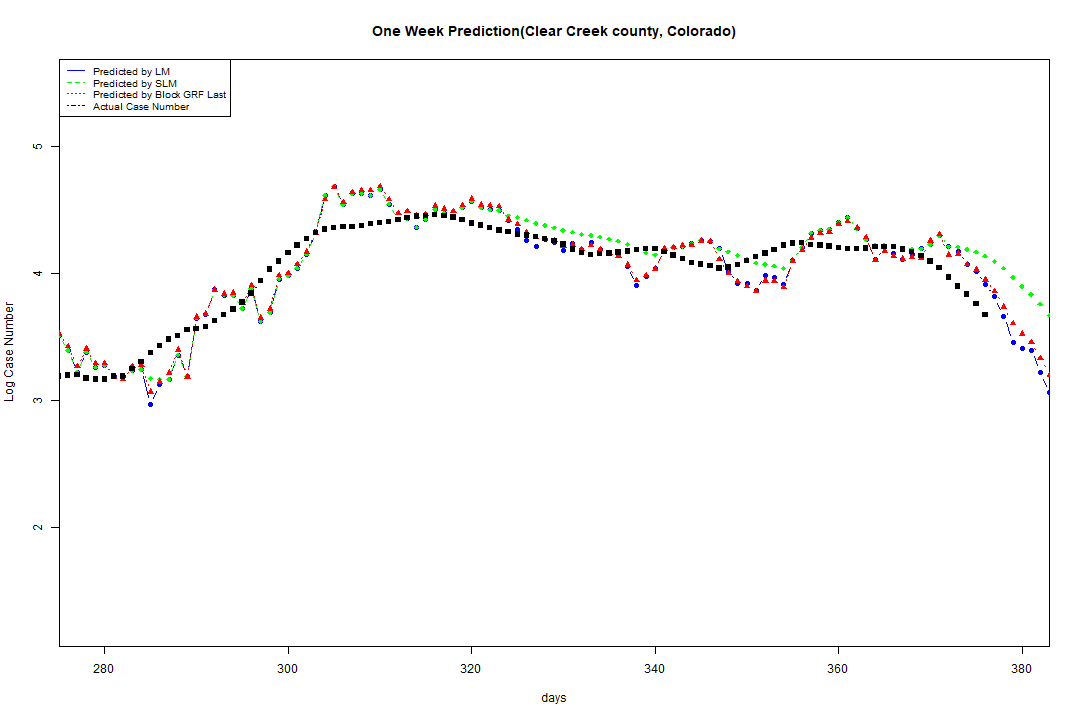 One Week Prediction(Clear Creek county, Colorado)
Predicted by LM
Predicted by SLM
Predicted by Block GRF Last
Actual Case Number
5
4
3
2
Log Case Number
280 300 320 340 360 380
days